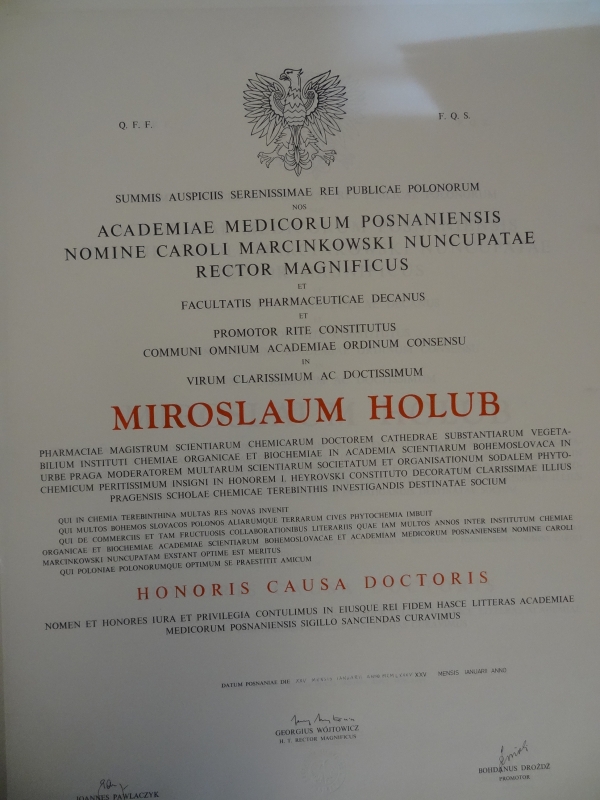 Q. F. F.
F. Q. S.
SUMMIS AUSPICIIS SERENISSIMAE REI PUBLICAE POLONORUM
NOS
ACADEMIAE MEDICORUM POSNANIENSIS
NOMINE CAROLI MARCINKOWSKI NUNCUPATAE
RECTOR MAGNIFICUS
ET
FACULTATIS PHARMACEUTICAE DECANUS
ET
PROMOTOR RITE CONSTITUTUS
COMMUNI OMNIUM ACADEMIAE ORDINUM CONSENSU
IN
VIRUM CLARISSIMUM AC DOCTISSIMUM
MIROSLAUM HOLUB
PHARMACIAE MAGISTRUM SCIENTIARUM CHEMICARUM DOCTOREM CATHEDRAE SUBSTANTIARUM VEGETA-
BILIUM INSTITUTI CHEMIAE ORGANICAE ET BIOCHEMIAE IN ACADEMIA SCIENTIARUM BOHEMOSLOVACA IN
URBE PRAGA MODERATOREM MULTARUM SCIENTIARUM SOCIETATUM ET ORGANISATIONUM SODALEM PHYTO-
CHEMICUM PERITISSIMUM INSIGNI IN HONOREM I. HEYROVSKI CONSTITUTO DECORATUM CLARISSIMAE ILLIUS
PRAGENSIS SCHOLAE CHEMICAE TEREBINTHIS INVESTIGANDIS DESTINATAE SOCIUM
QUI IN CHEMIA TEREBINTHINA MULTAS RES NOVAS INVENIT
QUI MULTOS BOHEMOS SLOVACOS POLONOS ALIARUMQUE TERRARUM CIVES PHYTOCHEMIA IMBUIT
QUI DE COMMERCIIS ET TAM FRUCTUOSIS COLLABORATIONIBUS LITERARIIS QUAE IAM MULTOS ANNOS INTER INSTITUTUM CHEMIAE
ORGANICAE ET BIOCHEMIAE ACADEMIAE SCIENTIARUM BOHEMOSLOVACAE ET ACADEMIAM MEDICORUM POSNANIENSEM NOMINE CAROLI
MARCINKOWSKI NUNCUPATAM EXSTANT OPTIME EST MERITUS
QUI POLONIAE POLONORUMQUE OPTIMUM SE PRAESTITIT AMICUM
HONORIS CAUSA DOCTORIS
NOMEN ET HONORES IURA ET PRIVILEGIA CONTULIMUS IN EIUSQUE REI FIDEM HASCE LITTERAS ACADEMIAE
MEDICORUM POSNANIENSIS SIGILLO SANCIENDAS CURAVIMUS
DATUM POSNANIAE DIE XXV MENSIS IANUARII ANNO
GEORGIUS WÓJTOWICZ
H. T. RECTOR MAGNIFICUS
BOHDANUS DROŻDŻ
PROMOTOR
IOANNES PAWLACZYK